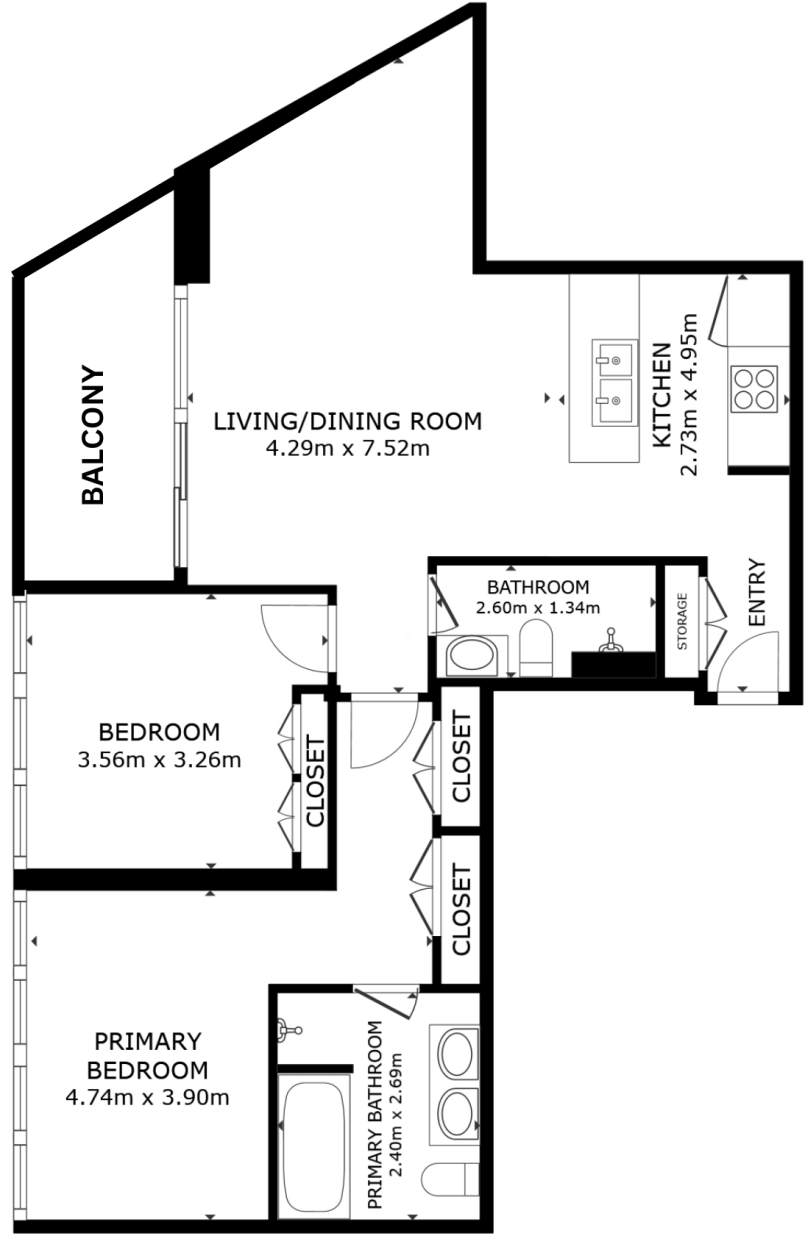 BALCONY
LIVING/DINING ROOM
4.29m x 7.52m
KITCHEN
2.73m x 4.95m
BATHROOM
2.60m x 1.34m
STORAGE
ENTRY
BEDROOM
3.56m x 3.26m
CLOSET
CLOSET
CLOSET
PRIMARY
BEDROOM
4.74m x 3.90m
PRIMARY BATHROOM
2.40m x 2.69m